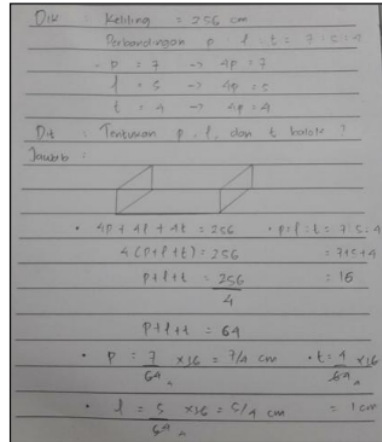 Dik : Keliling = 256 cm
Perbandingan p : l : t = 7 : 5 : 4
- p = 7 -> 4p = 7
l = 5 -> 4p = 5
t = 4 -> 4p = 4
Dit : Tentukan p, l, dan t balok ?
Jawab :
• 4p + 4l + 4t = 256 • p : l : t = 7 : 5 : 4
4 (p + l + t) = 256 = 7 + 5 + 4
p + l + t = 256/4 = 16
p + l + t = 64
• p = 7/64 x 16 = 7/4 cm • t = 4/64 x 16
• l = 5/64 x 16 = 5/4 cm = 1 cm